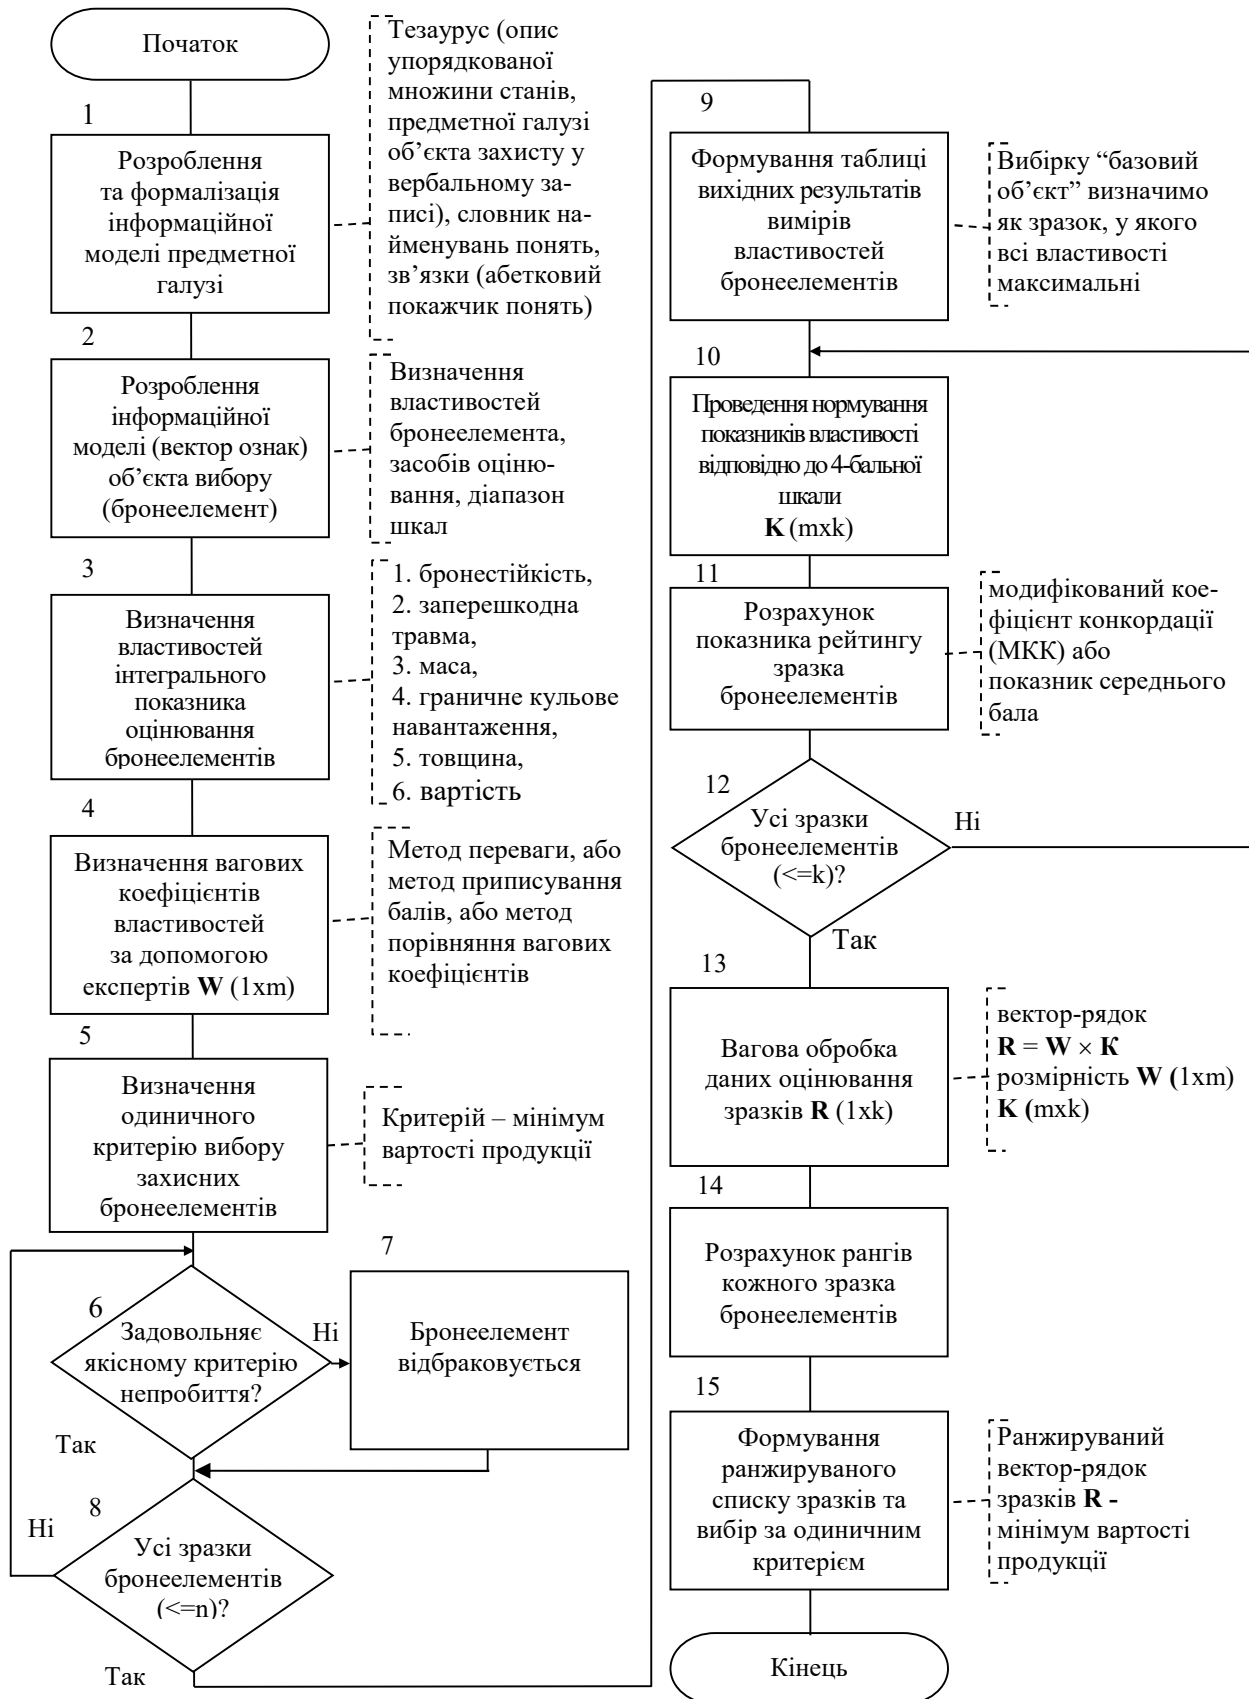 Початок
Тезаурус (опис
упорядкованої
множини станів,
предметної галузі
об’єкта захисту у
вербальному за-
писі), словник на-
йменувань понять,
зв’язки (абетковий
покажчик понять)
1
Розроблення
та формалізація
інформаційної
моделі предметної
галузі
2
Розроблення
інформаційної
моделі (вектор ознак)
об’єкта вибору
(бронеелемент)
Визначення
властивостей
бронеелемента,
засобів оціню-
вання, діапазон
шкал
3
Визначення
властивостей
інтегрального
показника
оцінювання
бронеелементів
1. бронестійкість,
2. заперешкодна
травма,
3. маса,
4. граничне кульове
навантаження,
5. товщина,
6. вартість
4
Визначення вагових
коефіцієнтів
властивостей
за допомогою
експертів W (1xm)
Метод переваги, або
метод приписування
балів, або метод
порівняння вагових
коефіцієнтів
5
Визначення
одиничного
критерію вибору
захисних
бронеелементів
Критерій – мінімум
вартості продукції
6
Задовольняє
якісному критерію
непробиття?
Ні
Так
7
Бронеелемент
відбраковується
8
Ні
Усі зразки
бронеелементів
(<=n)?
Так
9
Формування таблиці
вихідних результатів
вимірів
властивостей
бронеелементів
Вибірку “базовий
об’єкт” визначимо
як зразок, у якого
всі властивості
максимальні
10
Проведення нормування
показників властивості
відповідно до 4-бальної
шкали
K (mxk)
11
Розрахунок
показника рейтингу
зразка
бронеелементів
модифікований кое-
фіцієнт конкордації
(МКК) або
показник середнього
бала
12
Усі зразки
бронеелементів
(<=k)?
Ні
Так
13
Вагова обробка
даних оцінювання
зразків R (1xk)
вектор-рядок
R = W × К
розмірність W (1xm)
K (mxk)
14
Розрахунок рангів
кожного зразка
бронеелементів
15
Формування
ранжируваного
списку зразків та
вибір за одиничним
критерієм
Ранжируваний
вектор-рядок
зразків R -
мінімум вартості
продукції
Кінець